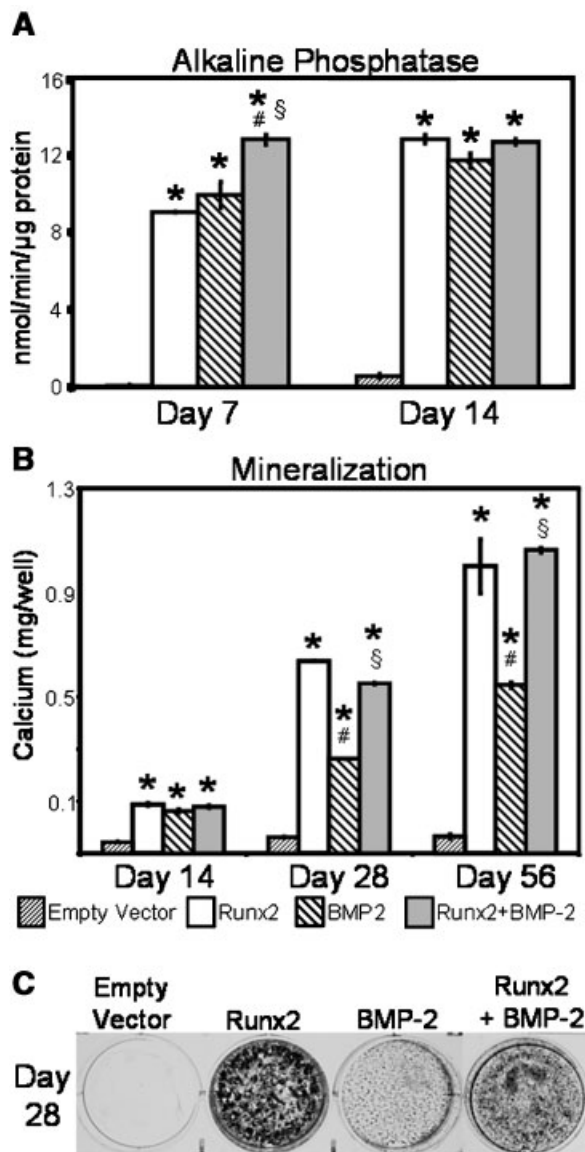 A
Alkaline Phosphatase
nmol/min/µg protein
16
12
8
4
0
*
*
* # §
*
*
*
Day 7 Day 14
B
Mineralization
Calcium (mg/well)
1.3
0.9
0.5
0.1
* * *
*
* #
* §
*
* #
* §
Day 14 Day 28 Day 56
Empty Vector Runx2 BMP2 Runx2+BMP-2
C
Empty
Vector
Runx2
BMP-2
Runx2
+ BMP-2
Day
28